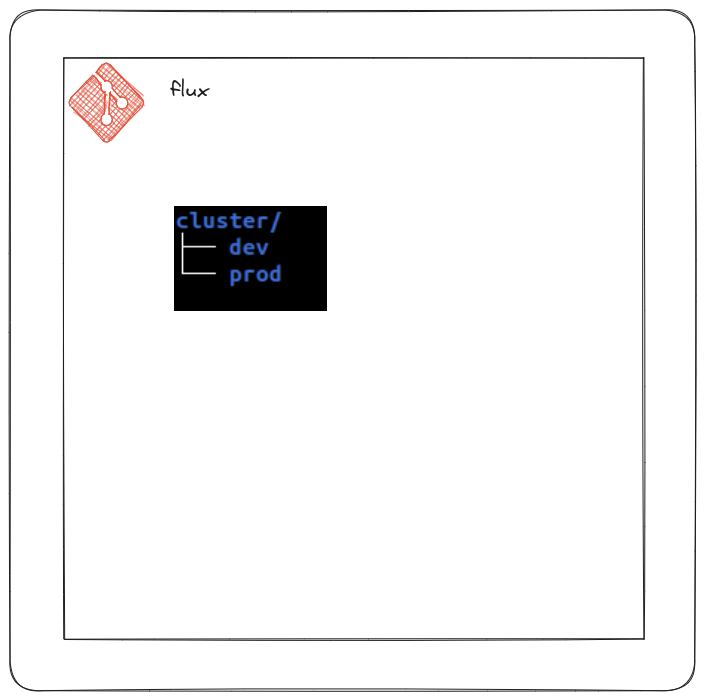 flux
cluster/
dev
prod